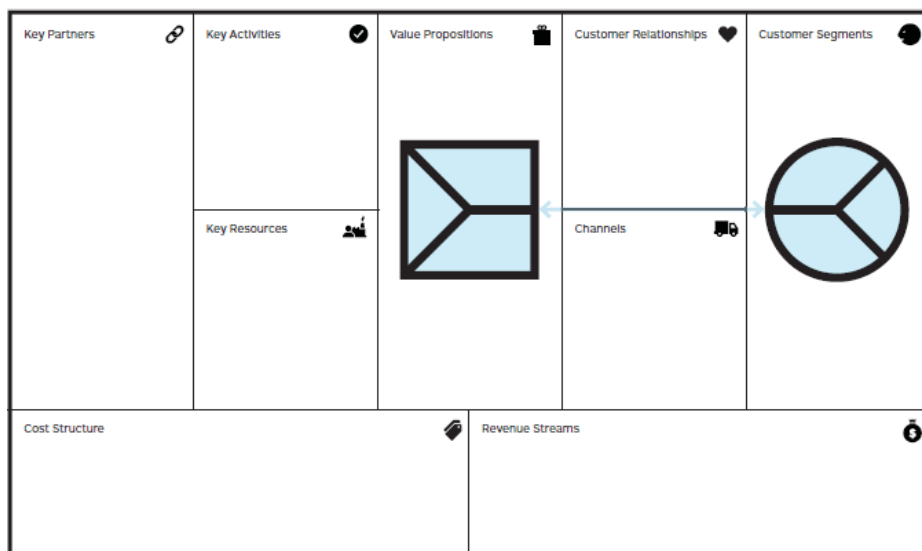 Key Partners
Key Activities
Value Propositions
Customer Relationships
Customer Segments
Key Resources
Channels
Cost Structure
Revenue Streams
$